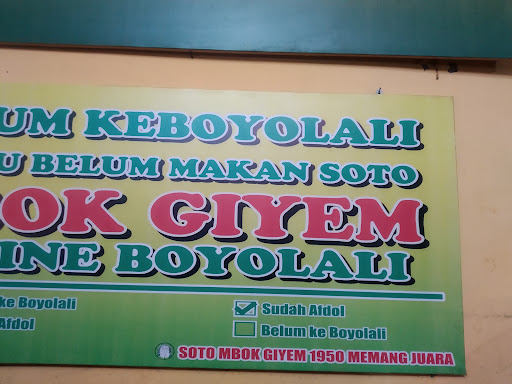 UM KEBOYOLALI
U BELUM MAKAN SOTO
OK GIYEM
INE BOYOLALI
ke Boyolali
Afdol
Sudah Afdol
Belum ke Boyolali
SOTO MBOK GIYEM 1950 MEMANG JUARA